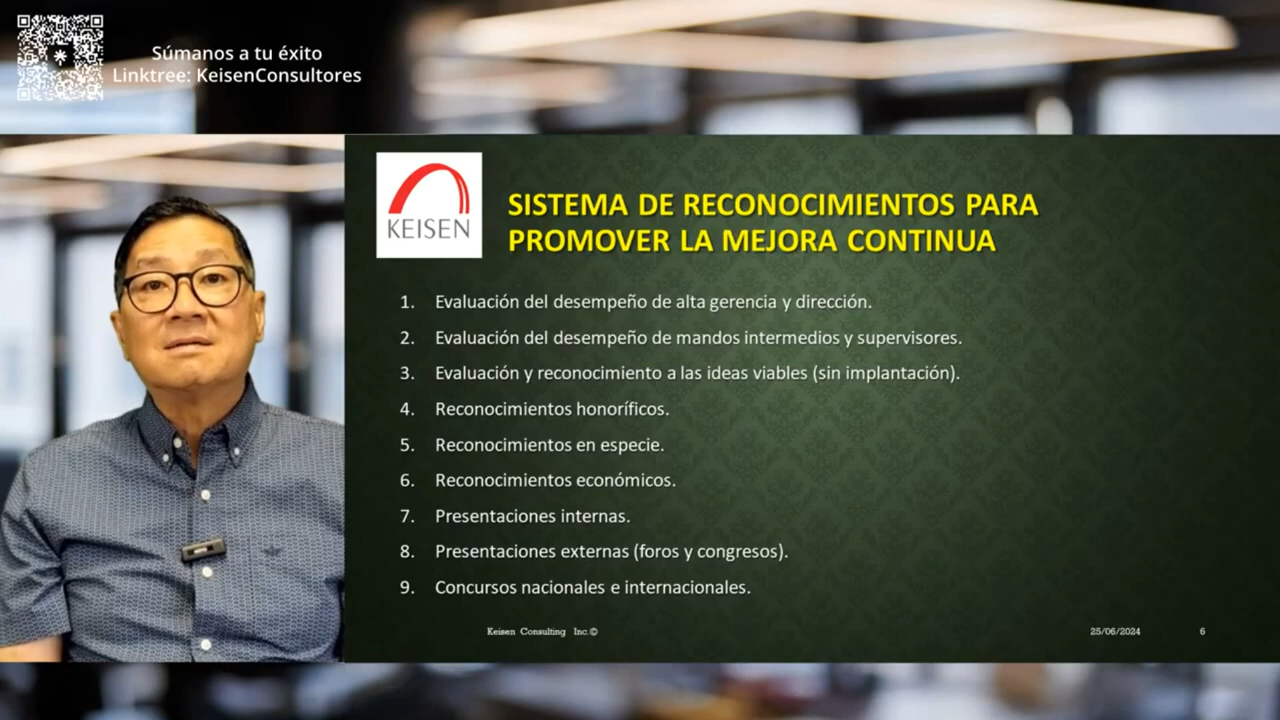 Súmanos a tu éxito
Linktree: KeisenConsultores
KEISEN
SISTEMA DE RECONOCIMIENTOS PARA
PROMOVER LA MEJORA CONTINUA
1. Evaluación del desempeño de alta gerencia y dirección.
2. Evaluación del desempeño de mandos intermedios y supervisores.
3. Evaluación y reconocimiento a las ideas viables (sin implantación).
4. Reconocimientos honoríficos.
5. Reconocimientos en especie.
6. Reconocimientos económicos.
7. Presentaciones internas.
8. Presentaciones externas (foros y congresos).
9. Concursos nacionales e internacionales.
Keisen Consulting Inc.©
25/06/2024
6